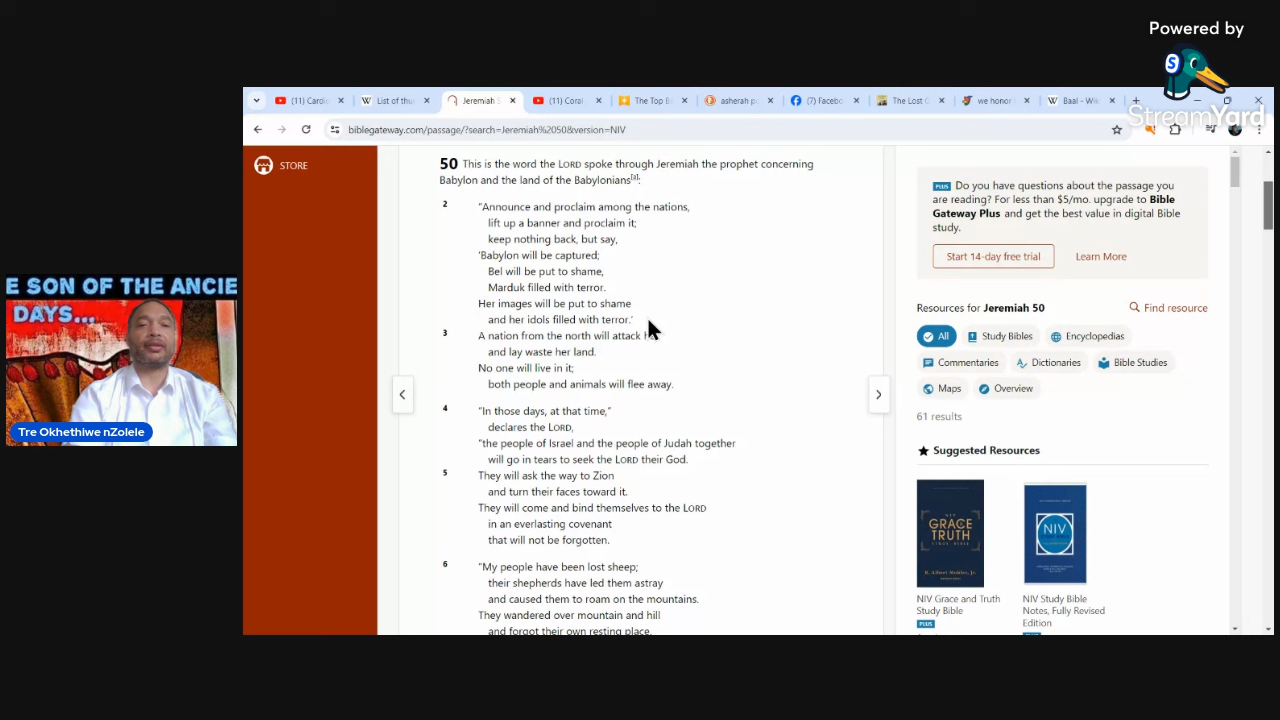 Powered by
S
StreamYard
(11) Cardio
List of thu
Jeremiah 5
(11) Coral
The Top B
asherah po
(7) Facebo
The Lost G
we honor
Baal - Wiki
biblegateway.com/passage/?search=Jeremiah%2050&version=NIV
STORE
50 This is the word the LORD spoke through Jeremiah the prophet concerning
Babylon and the land of the Babylonians[a]:
2 "Announce and proclaim among the nations,
lift up a banner and proclaim it;
keep nothing back, but say,
'Babylon will be captured;
Bel will be put to shame,
Marduk filled with terror.
Her images will be put to shame
and her idols filled with terror.'
3 A nation from the north will attack
and lay waste her land.
No one will live in it;
both people and animals will flee away.
4 "In those days, at that time,"
declares the LORD,
"the people of Israel and the people of Judah together
will go in tears to seek the LORD their God.
5 They will ask the way to Zion
and turn their faces toward it.
They will come and bind themselves to the LORD
in an everlasting covenant
that will not be forgotten.
6 "My people have been lost sheep;
their shepherds have led them astray
and caused them to roam on the mountains.
They wandered over mountain and hill
and forgot their own resting place.
PLUS Do you have questions about the passage you
are reading? For less than $5/mo. upgrade to Bible
Gateway Plus and get the best value in digital Bible
study.
Start 14-day free trial
Learn More
Resources for Jeremiah 50
Find resource
All
Study Bibles
Encyclopedias
Commentaries
Dictionaries
Bible Studies
Maps
Overview
61 results
Suggested Resources
NIV
GRACE
TRUTH
STUDY BIBLE
NIV
NIV Grace and Truth
Study Bible
PLUS
NIV Study Bible
Notes, Fully Revised
Edition
E SON OF THE ANCIE
DAYS...
Tre Okhethiwe nZolele